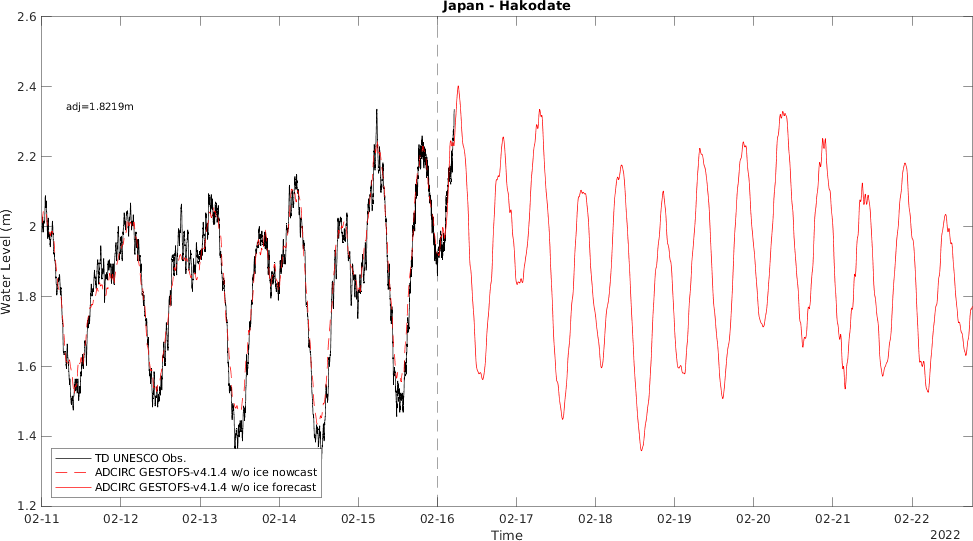 Japan - Hakodate
2.6
2.4
2.2
2
1.8
1.6
1.4
1.2
Water Level (m)
adj=1.8219m
TD UNESCO Obs.
ADCIRC GESTOFS-v4.1.4 w/o ice nowcast
ADCIRC GESTOFS-v4.1.4 w/o ice forecast
02-11 02-12 02-13 02-14 02-15 02-16 02-17 02-18 02-19 02-20 02-21 02-22
Time
2022